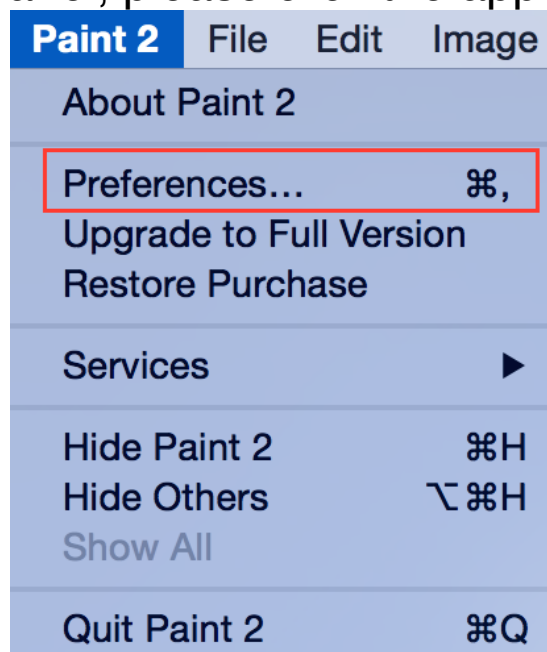 Paint 2 File Edit Image
About Paint 2
Preferences... ⌘,
Upgrade to Full Version
Restore Purchase
Services ▶
Hide Paint 2 ⌘H
Hide Others ⌥⌘H
Show All
Quit Paint 2 ⌘Q